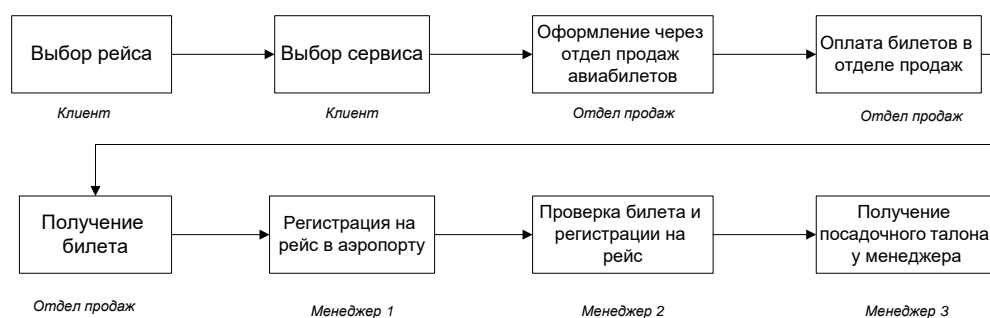 Выбор рейса
Выбор сервиса
Оформление через
отдел продаж
авиабилетов
Оплата билетов в
отделе продаж
Клиент
Клиент
Отдел продаж
Отдел продаж
Получение
билета
Регистрация на
рейс в аэропорту
Проверка билета и
регистрации на
рейс
Получение
посадочного талона
у менеджера
Отдел продаж
Менеджер 1
Менеджер 2
Менеджер 3